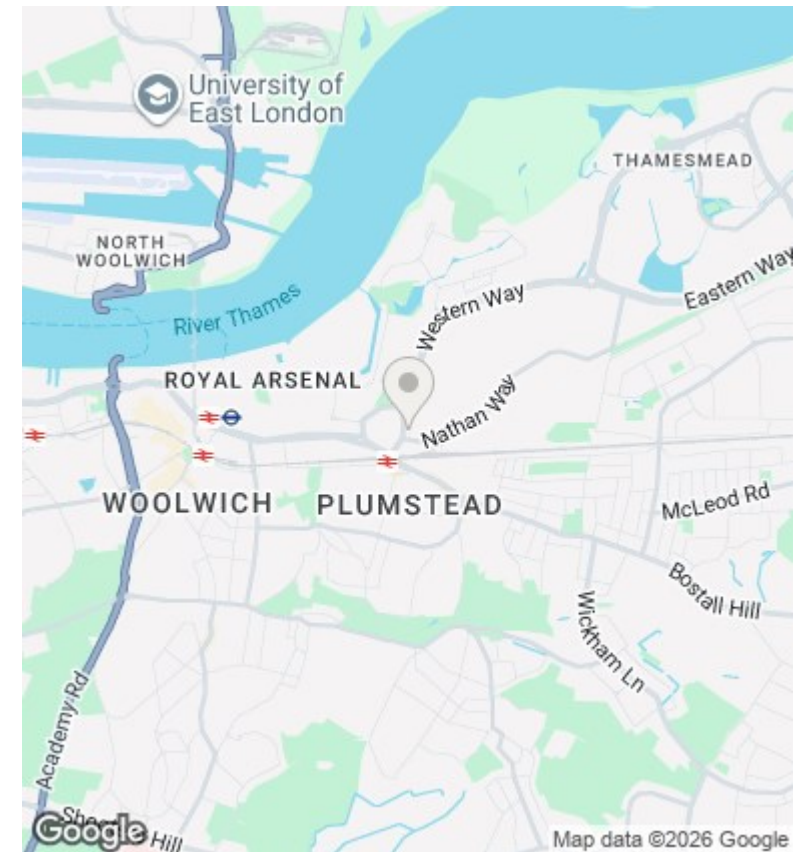 University of
East London
THAMESMEAD
NORTH
WOOLWICH
Eastern Way
Western Way
River Thames
ROYAL ARSENAL
Nathan Way
WOOLWICH
PLUMSTEAD
McLeod Rd
Bostall Hill
Wickham Ln
Academy Rd
Hill
Google
Map data ©2026 Google